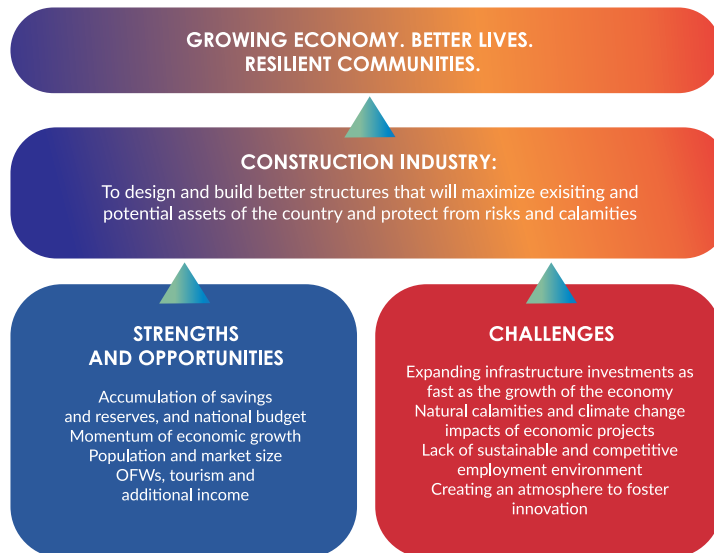 GROWING ECONOMY. BETTER LIVES.
RESILIENT COMMUNITIES.
CONSTRUCTION INDUSTRY:
To design and build better structures that will maximize exisiting and
potential assets of the country and protect from risks and calamities
STRENGTHS
AND OPPORTUNITIES
Accumulation of savings
and reserves, and national budget
Momentum of economic growth
Population and market size
OFWs, tourism and
additional income
CHALLENGES
Expanding infrastructure investments as
fast as the growth of the economy
Natural calamities and climate change
impacts of economic projects
Lack of sustainable and competitive
employment environment
Creating an atmosphere to foster
innovation